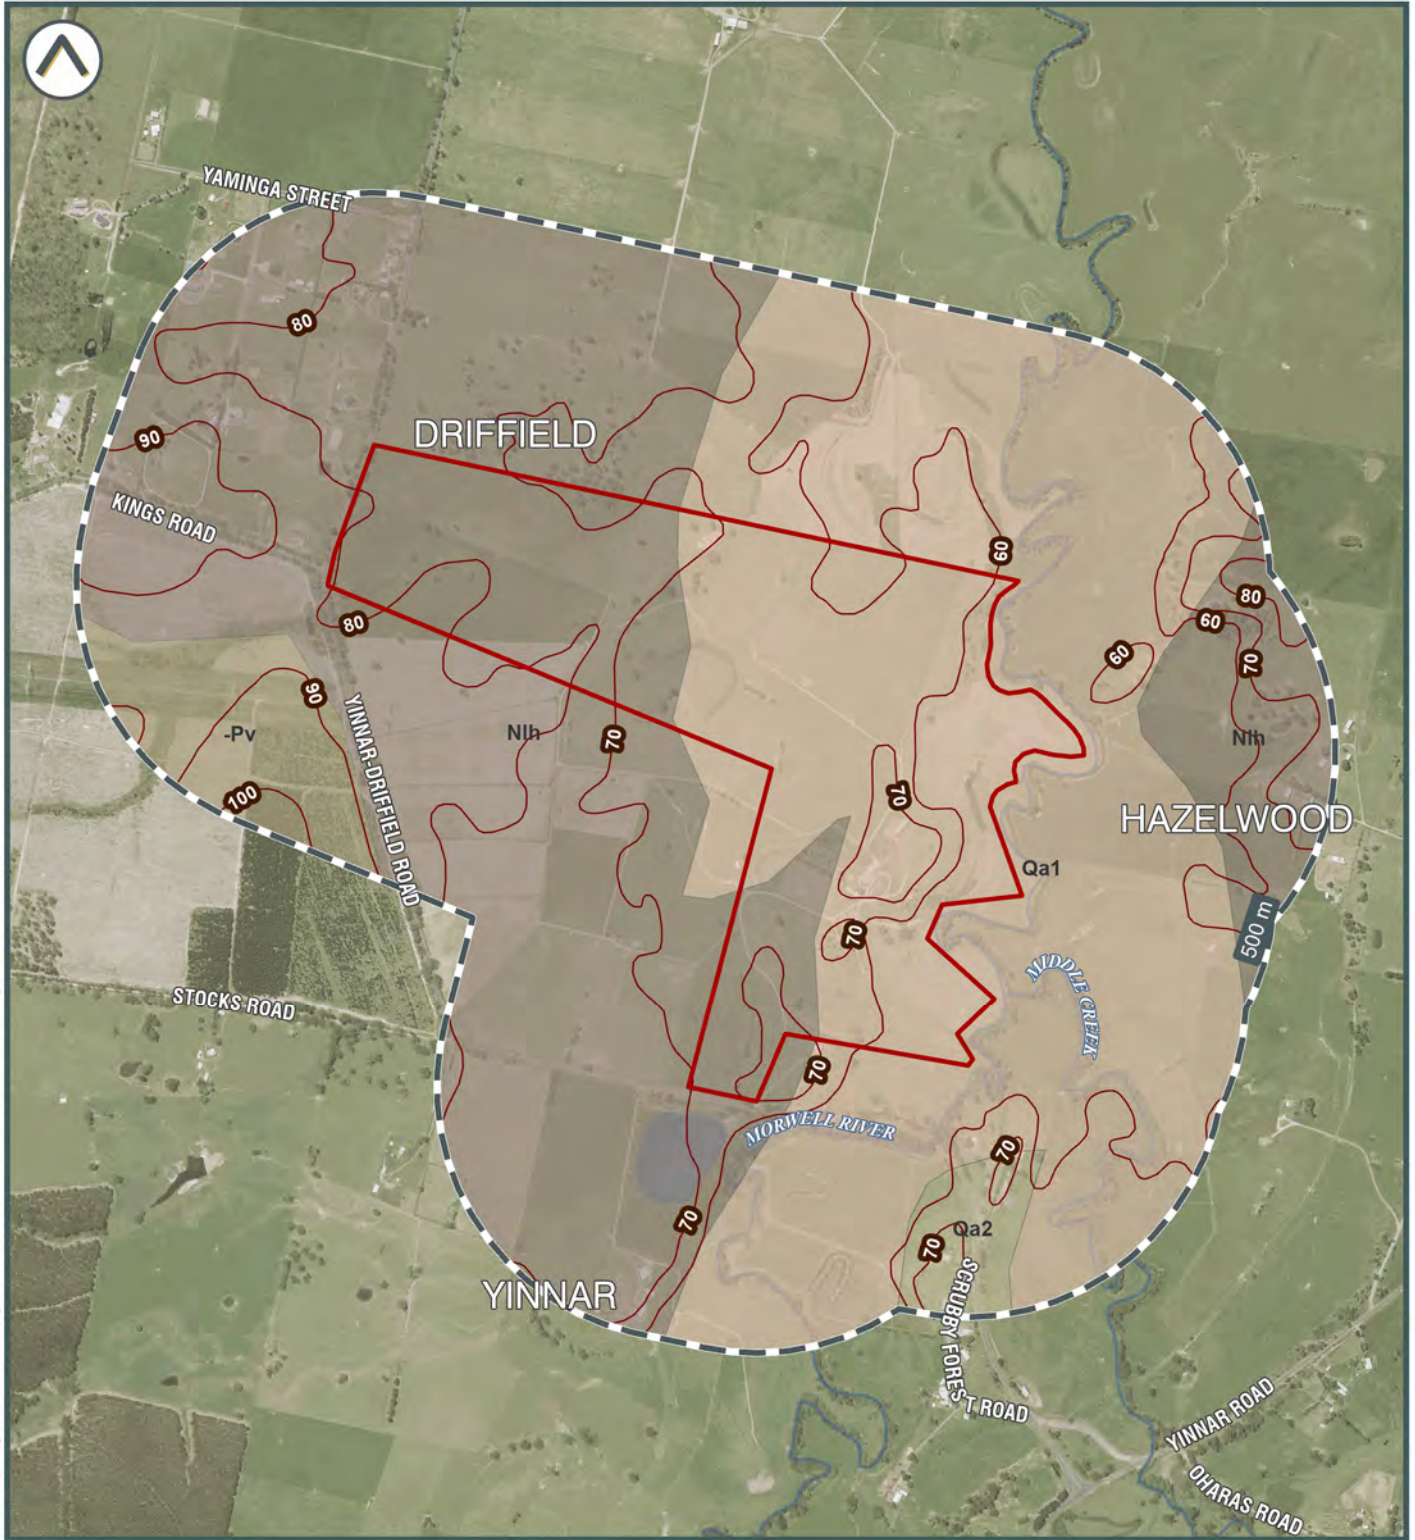 YAMINGA STREET
80
DRIFFIELD
90
KINGS ROAD
60
80
80
60
60
70
90
YINNAR-DRIFFIELD ROAD
-Pv
Nlh
70
Nlh
100
70
HAZELWOOD
Qa1
70
500 m
MIDDLE CREEK
STOCKS ROAD
70
MORWELL RIVER
70
70
Qa2
70
YINNAR
SCRUBBY FOREST ROAD
YINNAR ROAD
OHARAS ROAD